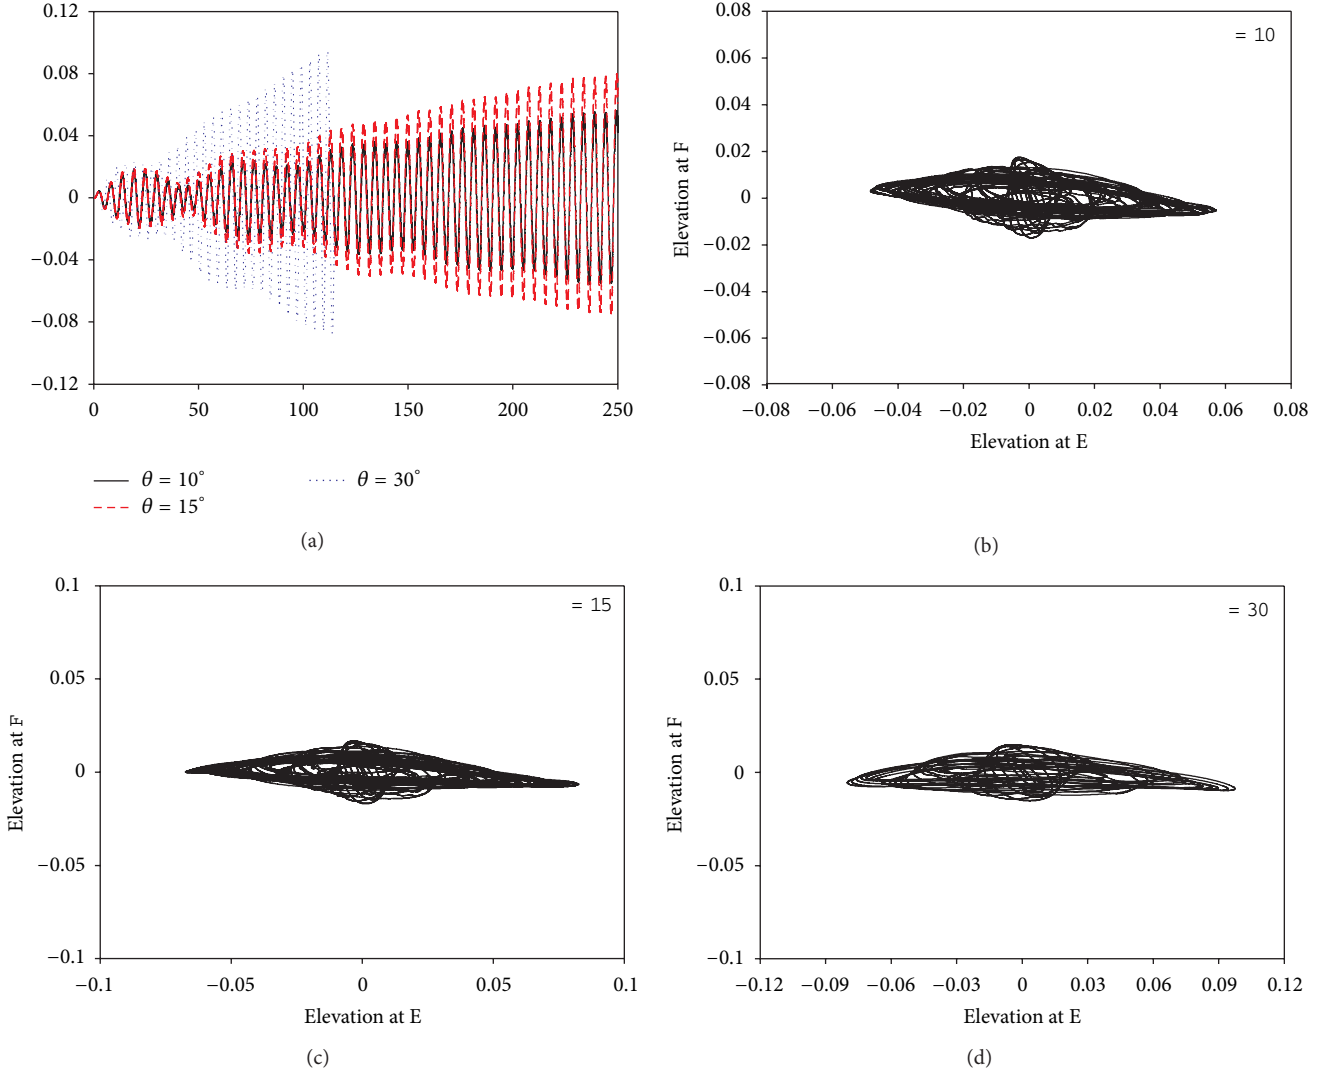 0.12
0.08
0.04
0
−0.04
−0.08
−0.12
0 50 100 150 200 250
θ = 10°
θ = 15°
θ = 30°
(a)
0.08
0.06
0.04
0.02
0
−0.02
−0.04
−0.06
−0.08
Elevation at F
= 10
−0.08 −0.06 −0.04 −0.02 0 0.02 0.04 0.06 0.08
Elevation at E
(b)
0.1
0.05
0
−0.05
−0.1
Elevation at F
= 15
−0.1 −0.05 0 0.05 0.1
Elevation at E
(c)
0.1
0.05
0
−0.05
−0.1
Elevation at F
= 30
−0.12 −0.09 −0.06 −0.03 0 0.03 0.06 0.09 0.12
Elevation at E
(d)